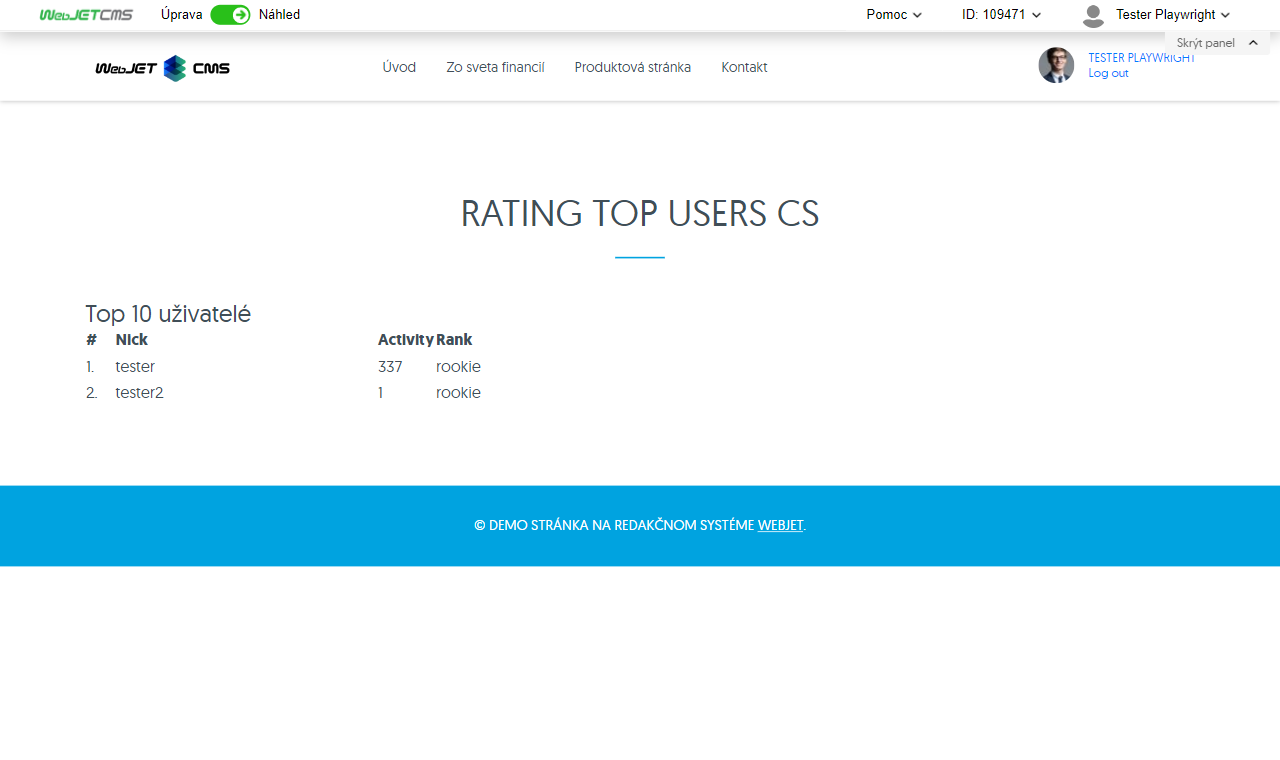 WebJETCMS Úprava Náhled Pomoc ID: 109471 Tester Playwright
Skrýt panel
WebJET CMS Úvod Zo sveta financií Produktová stránka Kontakt TESTER PLAYWRIGHT
Log out
RATING TOP USERS CS
Top 10 uživatelé
# Nick Activity Rank
1. tester 337 rookie
2. tester2 1 rookie
© DEMO STRÁNKA NA REDAKČNOM SYSTÉME WEBJET.